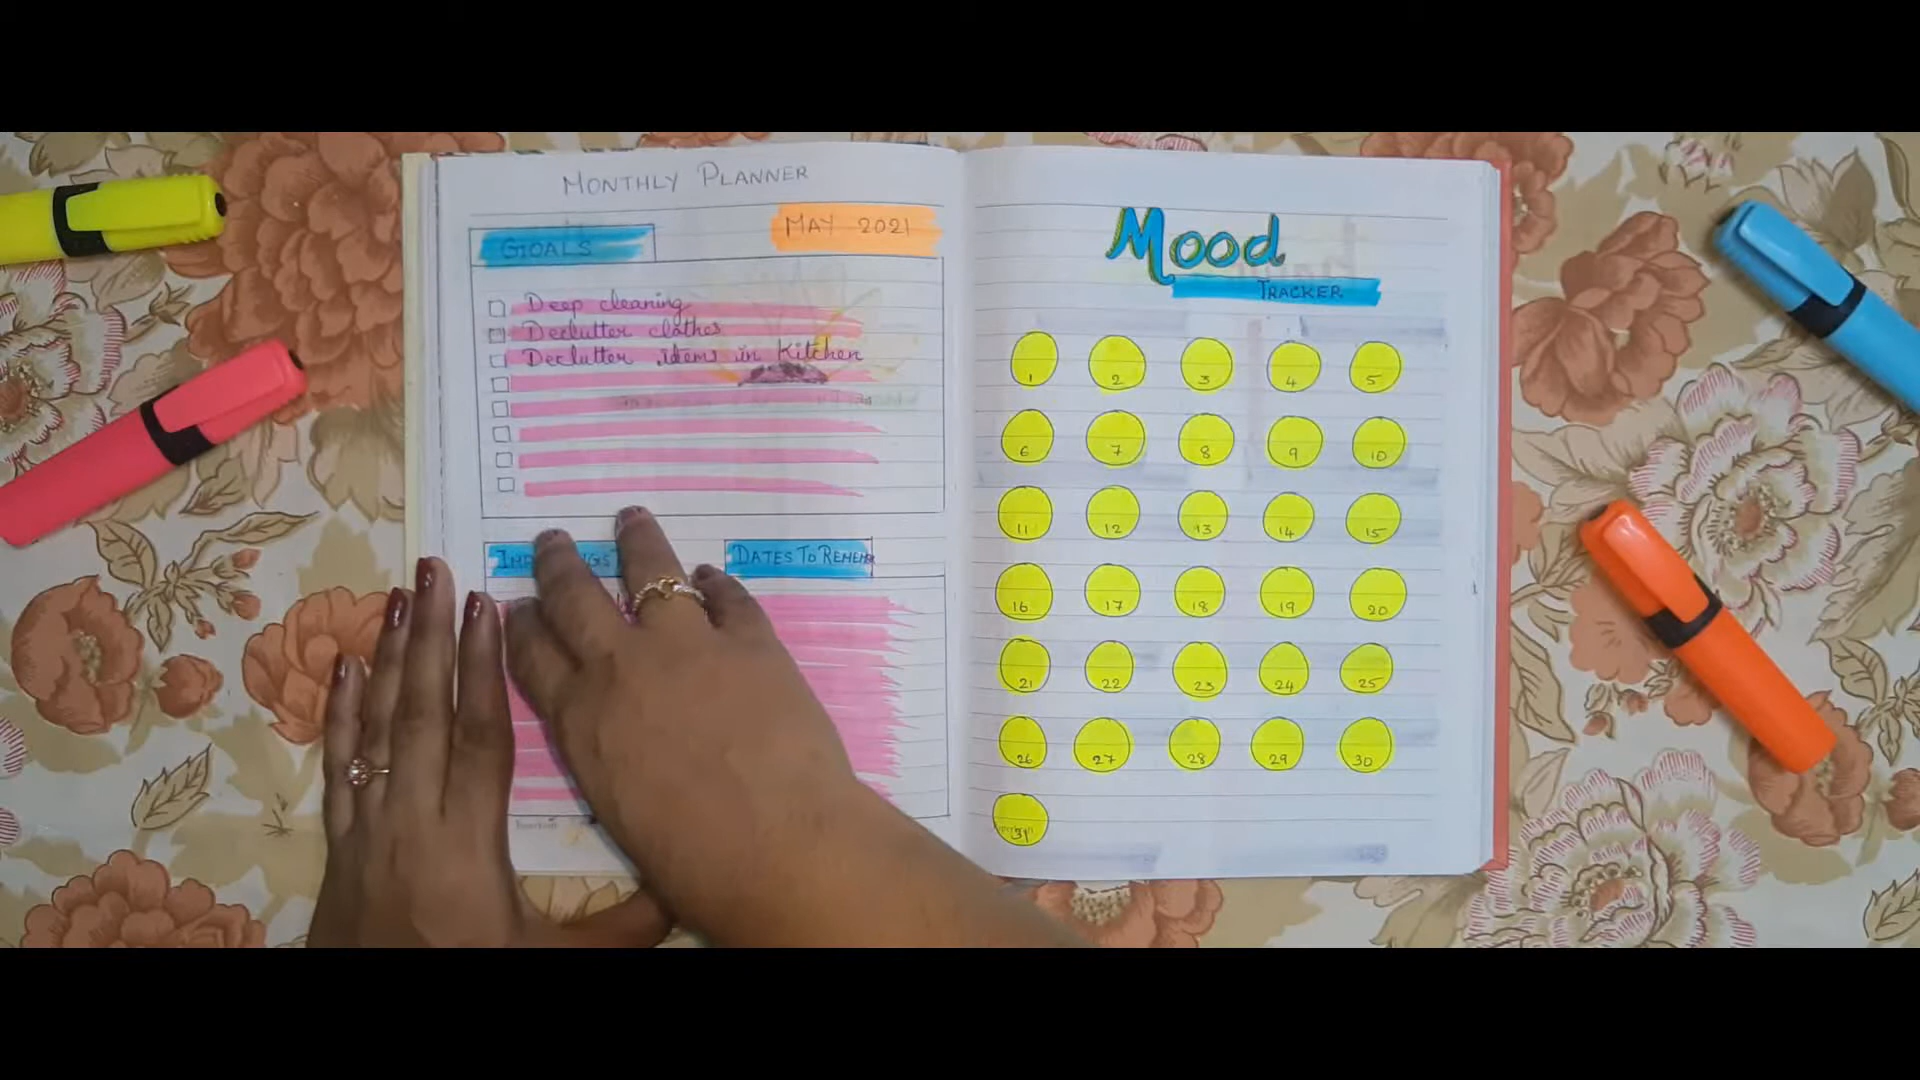 MONTHLY PLANNER
MAY 2021
GOALS
Deep cleaning
Declutter clothes
Declutter items in Kitchen
DATES TO REMEMB
Mood
TRACKER
1 2 3 4 5
6 7 8 9 10
11 12 13 14 15
16 17 18 19 20
21 22 23 24 25
26 27 28 29 30
31